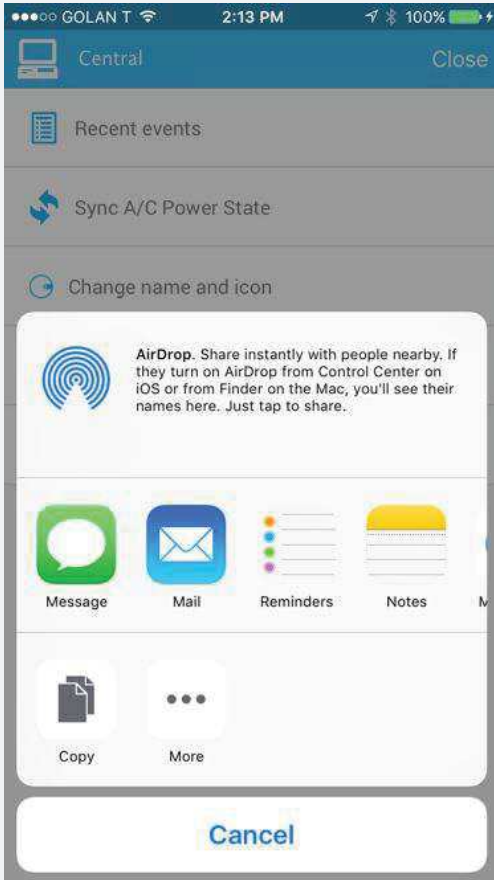 GOLAN T 2:13 PM 100%
Central Close
Recent events
Sync A/C Power State
Change name and icon
AirDrop. Share instantly with people nearby. If
they turn on AirDrop from Control Center on
iOS or from Finder on the Mac, you'll see their
names here. Just tap to share.
Message Mail Reminders Notes
Copy More
Cancel